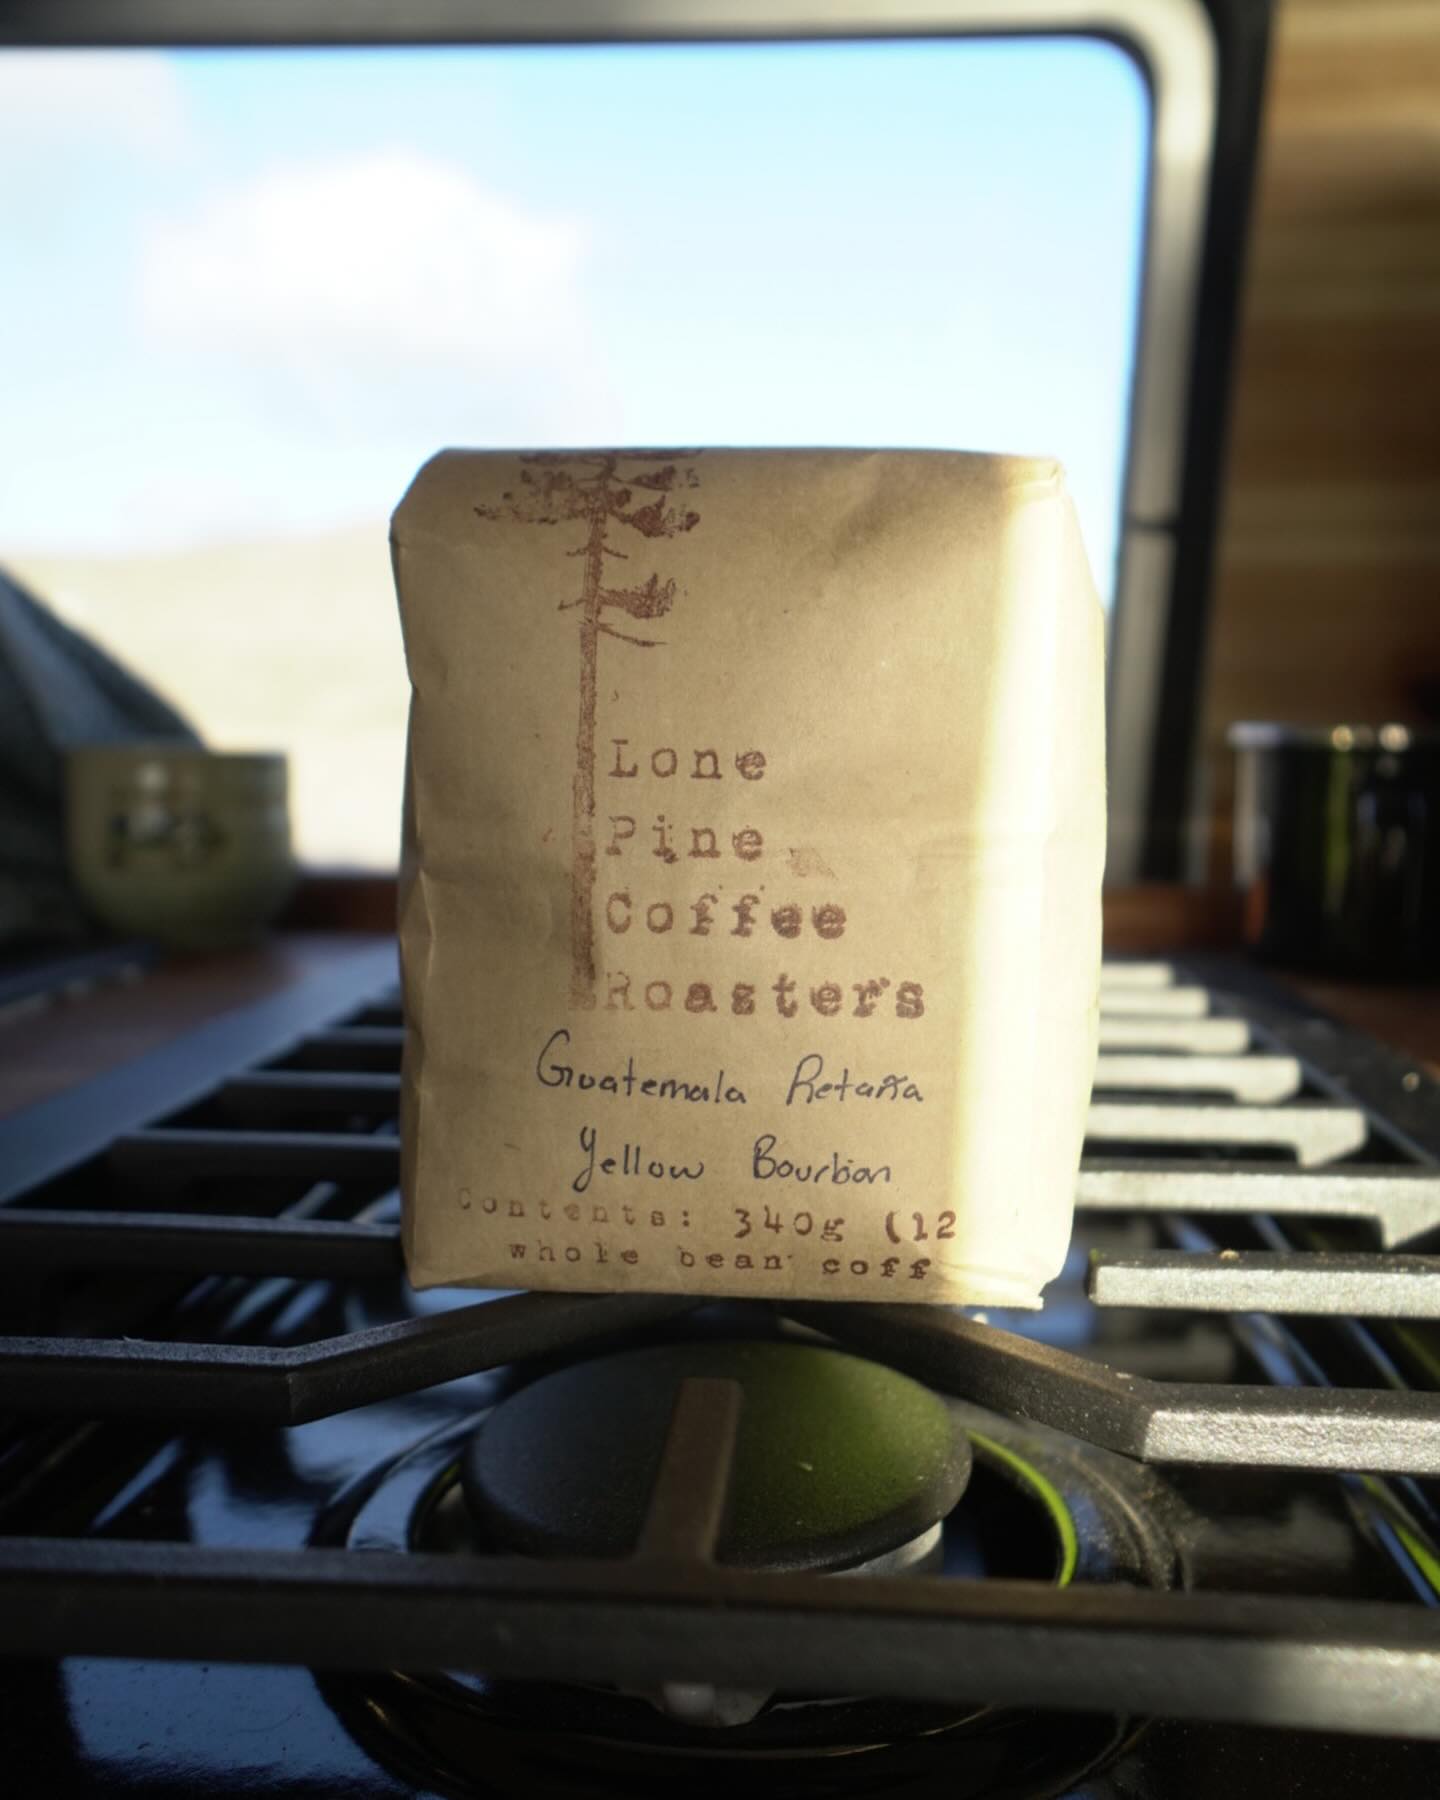 Lone
Pine
Coffee
Roasters
Guatemala Retaña
Yellow Bourbon
Contents: 340g (12
whole bean coff